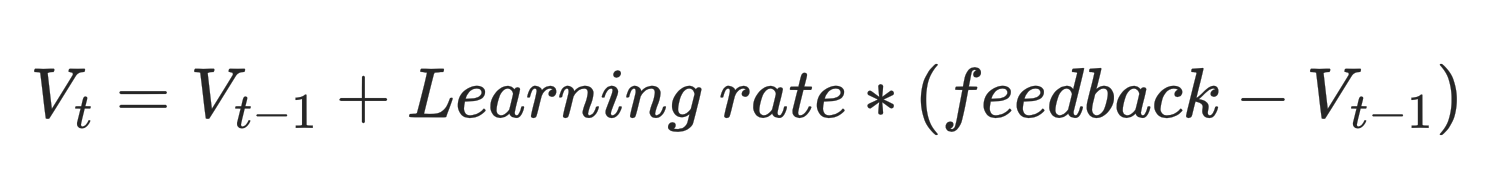 V_t = V_{t-1} + Learning rate * (feedback - V_{t-1})